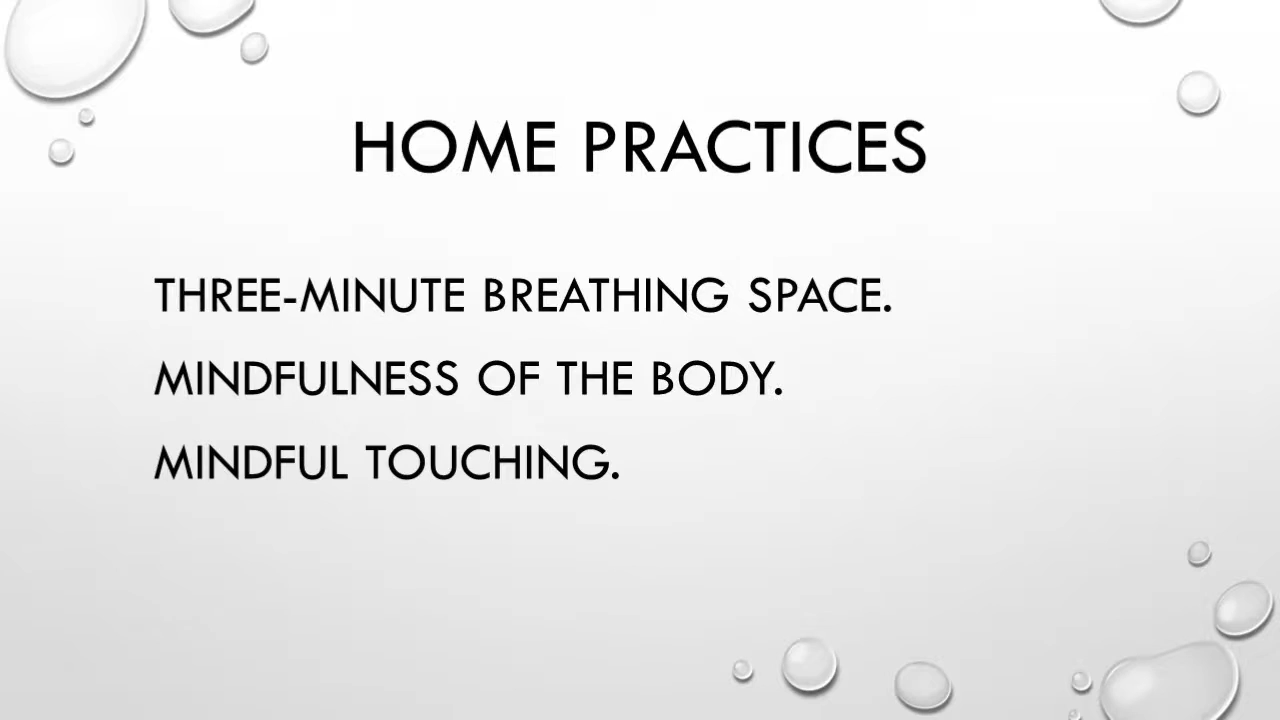 HOME PRACTICES
THREE-MINUTE BREATHING SPACE.
MINDFULNESS OF THE BODY.
MINDFUL TOUCHING.